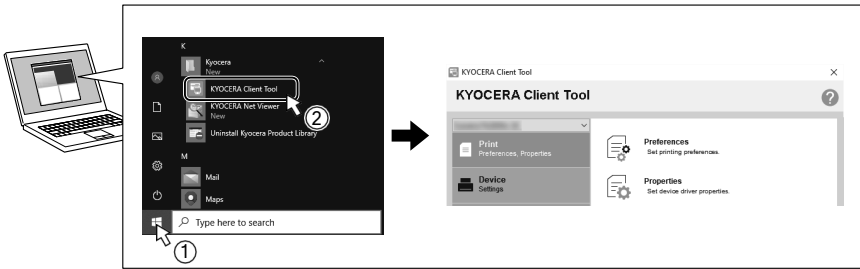 K
Kyocera
New
KYOCERA Client Tool
KYOCERA Net Viewer
New
Uninstall Kyocera Product Library
M
Mail
Maps
Type here to search
①
②
KYOCERA Client Tool
KYOCERA Client Tool
Print
Preferences, Properties
Device
Settings
Preferences
Set printing preferences.
Properties
Set device driver properties.